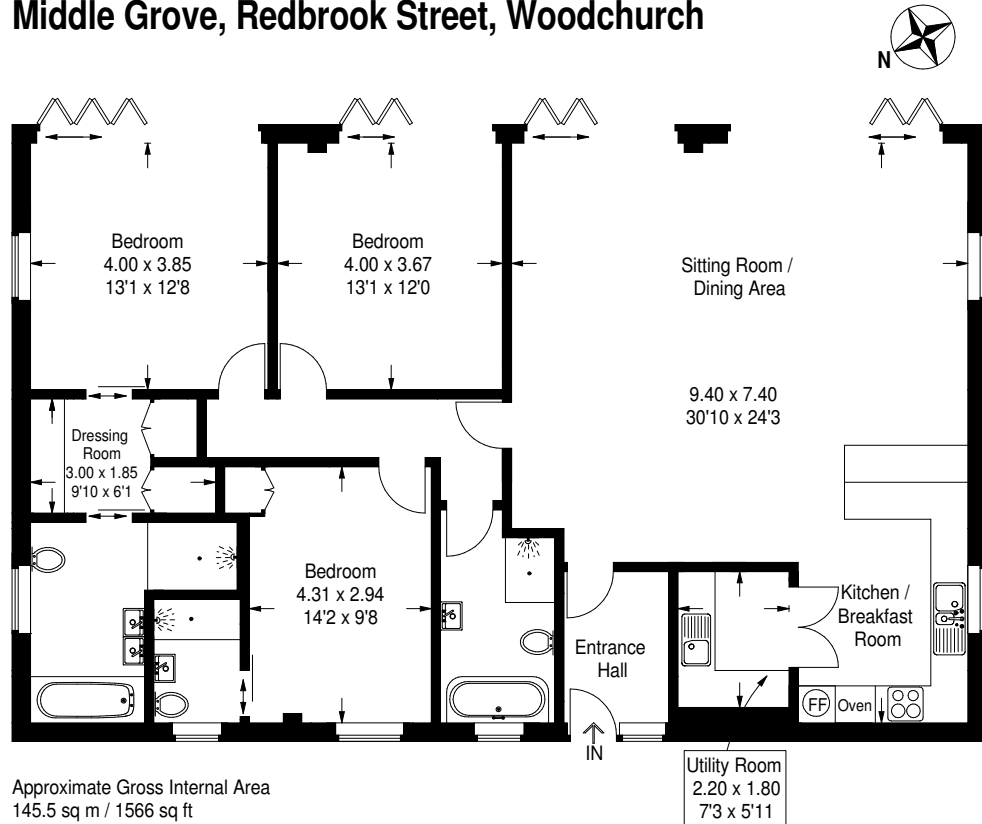 Middle Grove, Redbrook Street, Woodchurch
N
Bedroom
4.00 x 3.85
13'1 x 12'8
Bedroom
4.00 x 3.67
13'1 x 12'0
Sitting Room /
Dining Area
9.40 x 7.40
30'10 x 24'3
Dressing
Room
3.00 x 1.85
9'10 x 6'1
Bedroom
4.31 x 2.94
14'2 x 9'8
Entrance
Hall
Kitchen /
Breakfast
Room
FF
Oven
IN
Utility Room
2.20 x 1.80
7'3 x 5'11
Approximate Gross Internal Area
145.5 sq m / 1566 sq ft